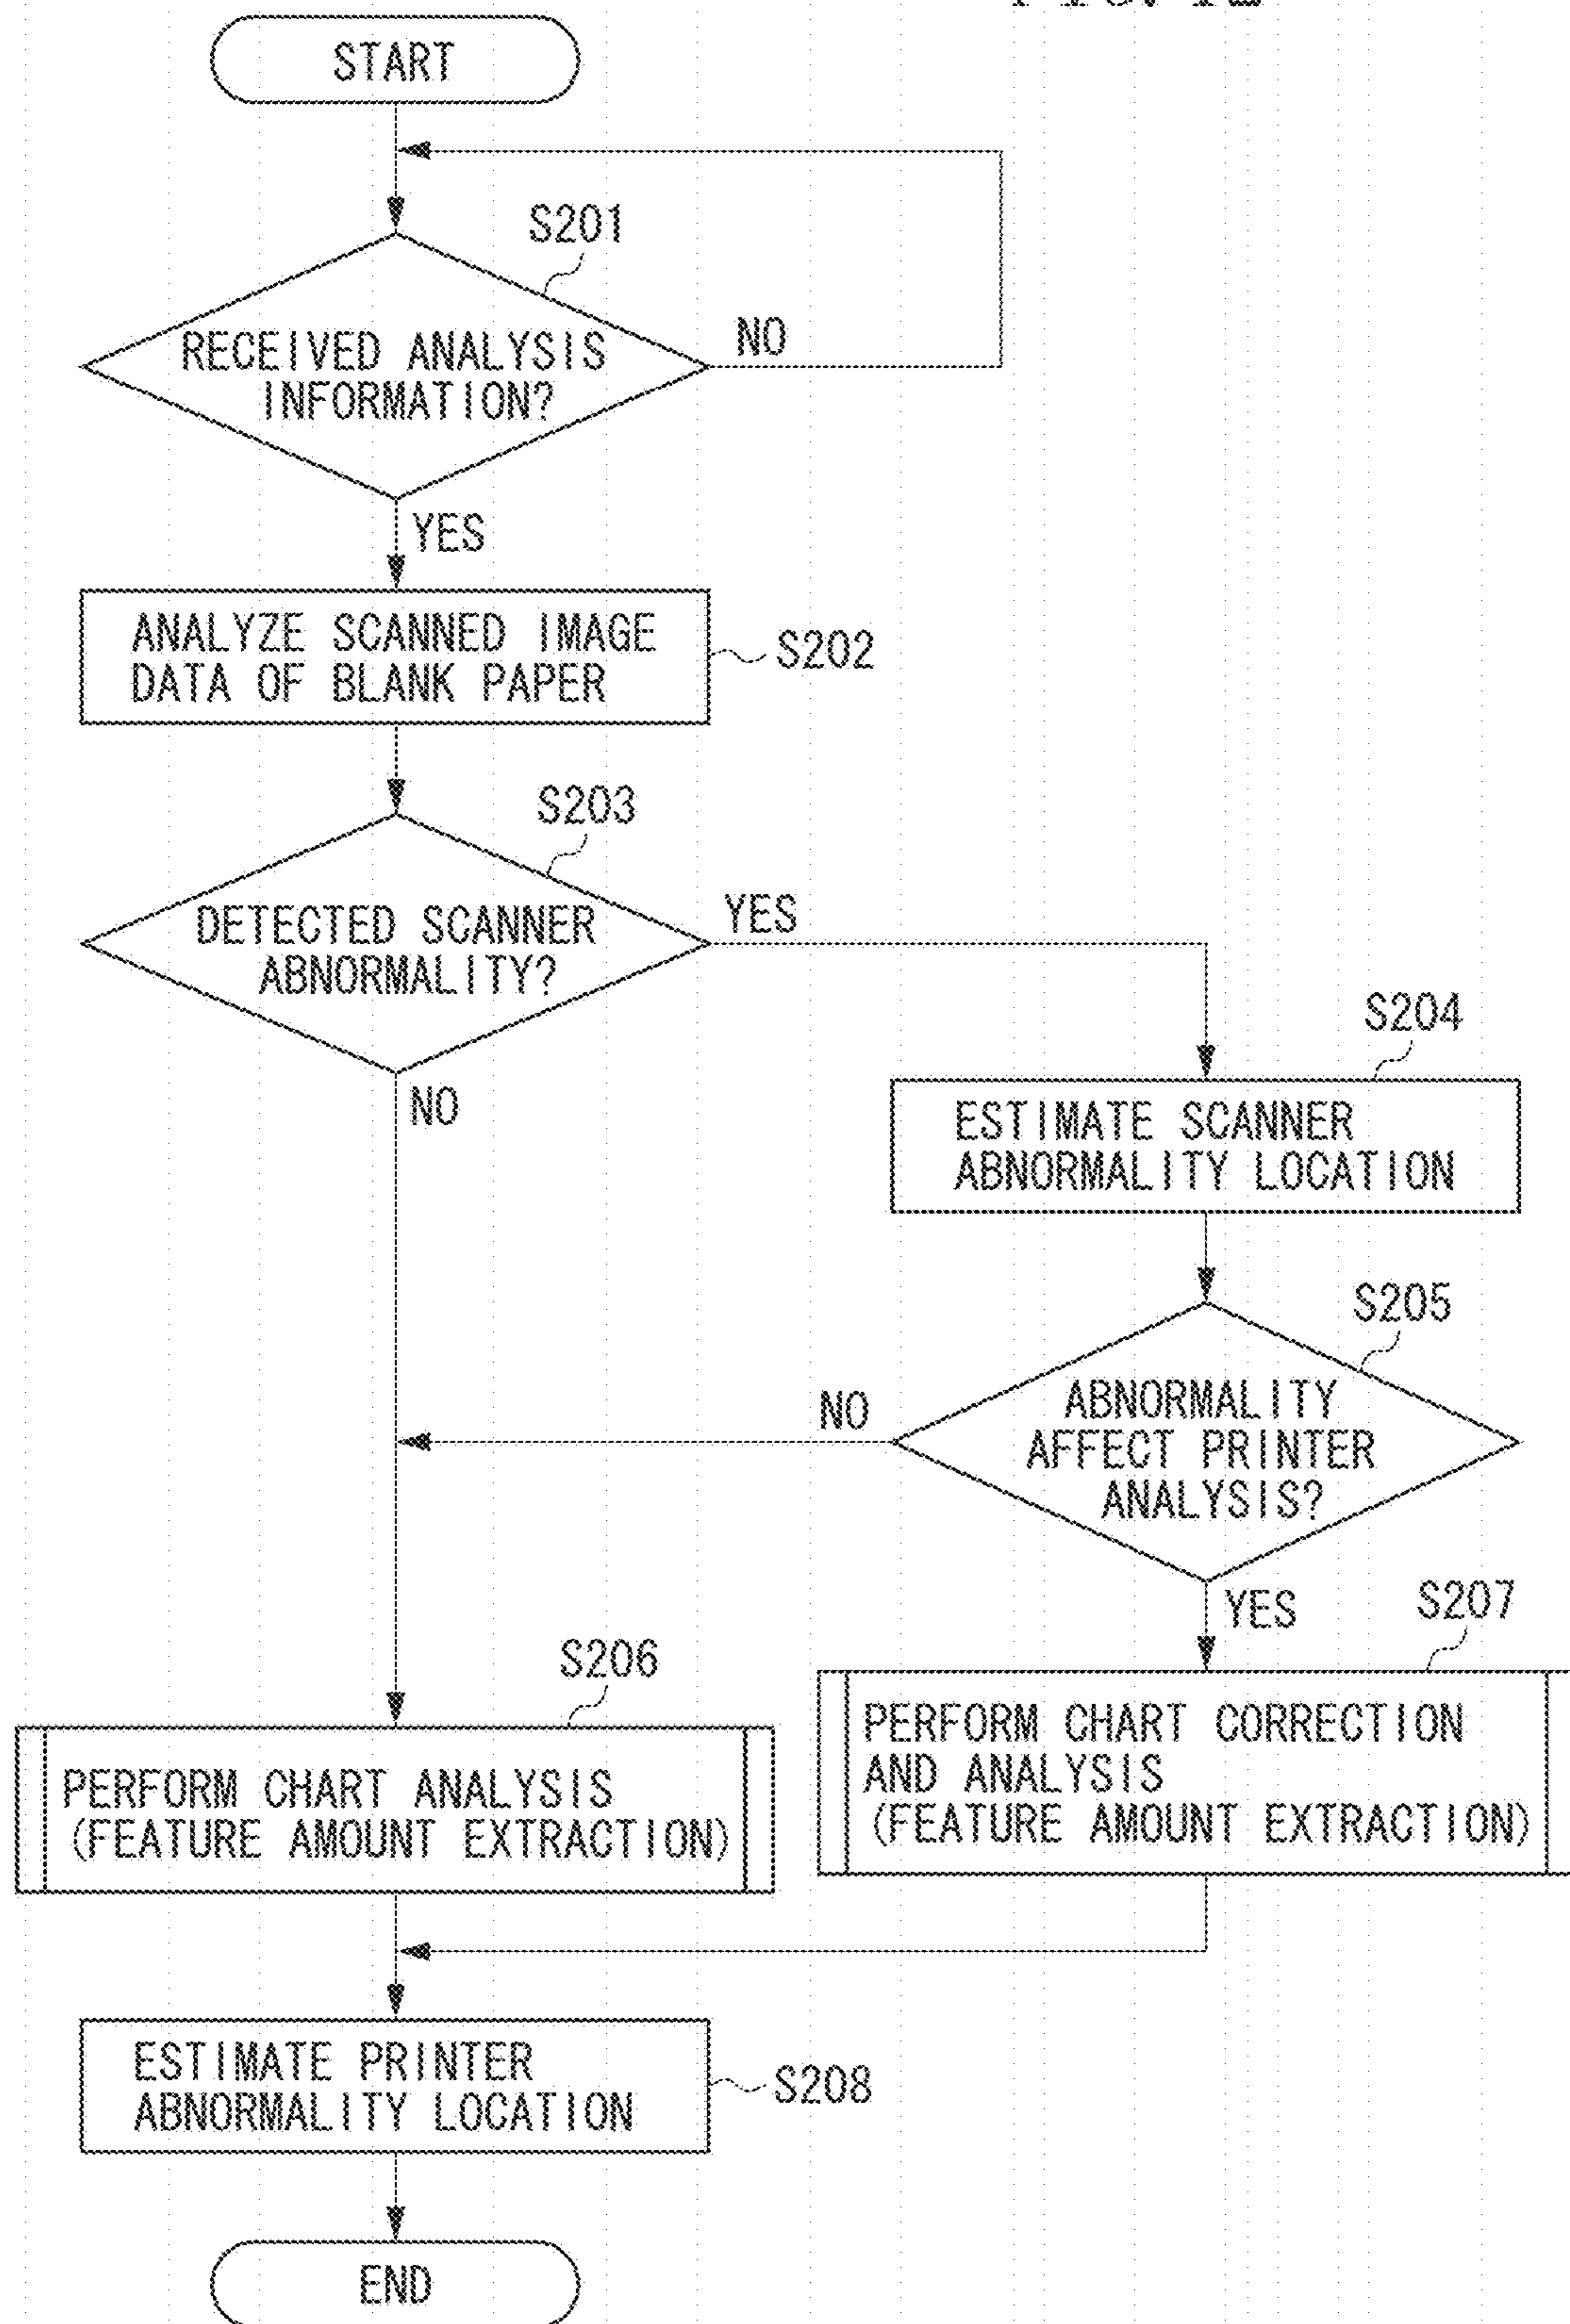 START
S201
RECEIVED ANALYSIS
INFORMATION?
NO
YES
ANALYZE SCANNED IMAGE
DATA OF BLANK PAPER
S202
S203
DETECTED SCANNER
ABNORMALITY?
YES
NO
S204
ESTIMATE SCANNER
ABNORMALITY LOCATION
S205
ABNORMALITY
AFFECT PRINTER
ANALYSIS?
NO
YES
S206
PERFORM CHART ANALYSIS
(FEATURE AMOUNT EXTRACTION)
S207
PERFORM CHART CORRECTION
AND ANALYSIS
(FEATURE AMOUNT EXTRACTION)
ESTIMATE PRINTER
ABNORMALITY LOCATION
S208
END